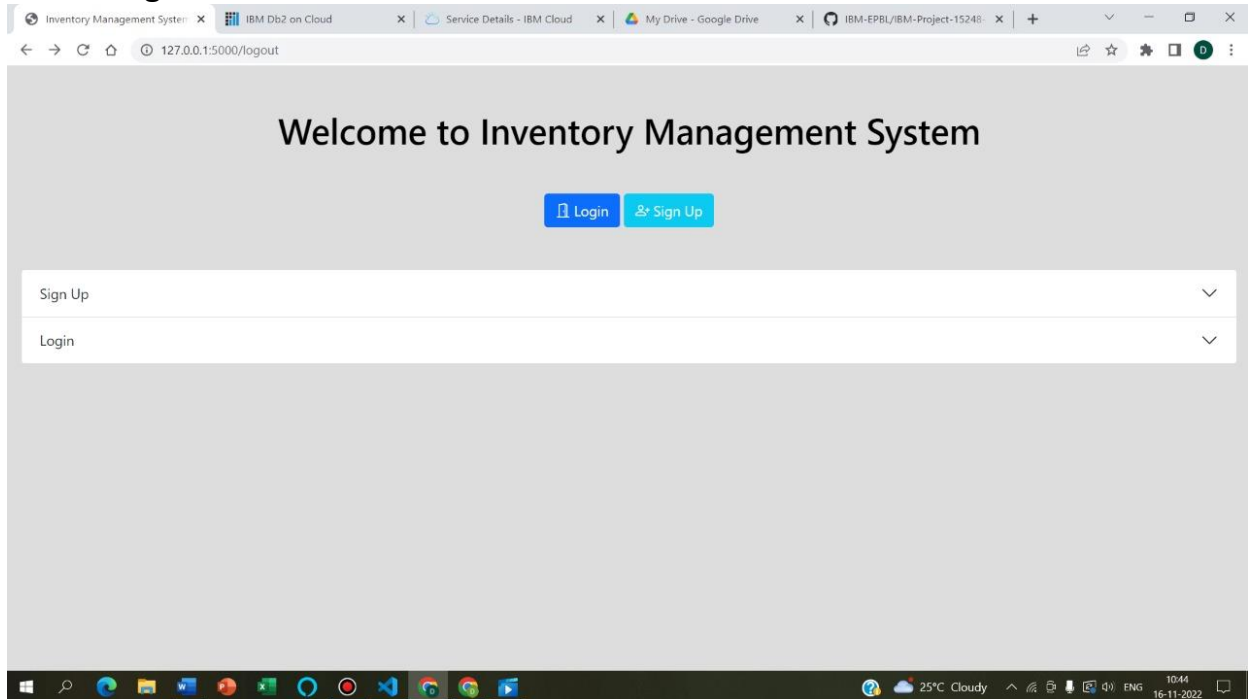 Inventory Management System
IBM Db2 on Cloud
Service Details - IBM Cloud
My Drive - Google Drive
IBM-EPBL/IBM-Project-15248-
127.0.0.1:5000/logout
D
Welcome to Inventory Management System
Login
Sign Up
Sign Up
Login
25°C Cloudy
ENG
10:44
16-11-2022